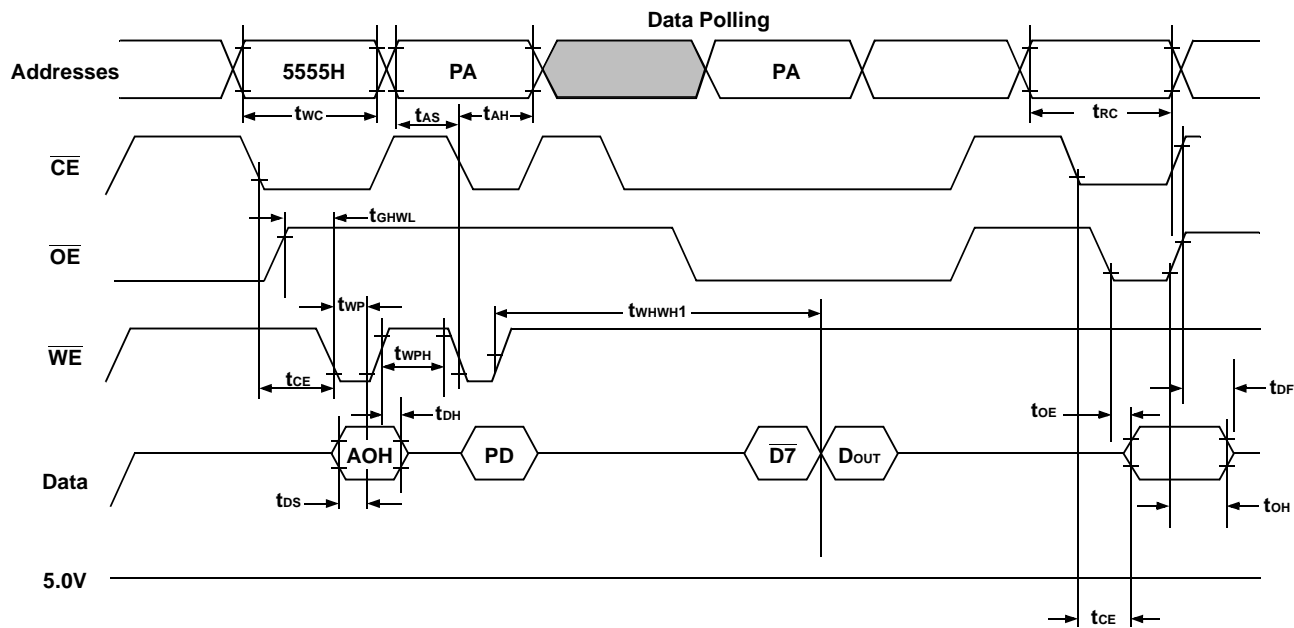 Data Polling
Addresses
5555H
PA
PA
tWC
tAS
tAH
tRC
CE
tGHWL
OE
tWP
tWHWH1
WE
tWPH
tCE
tDF
tDH
tOE
AOH
PD
D7
DOUT
Data
tDS
tOH
5.0V
tCE